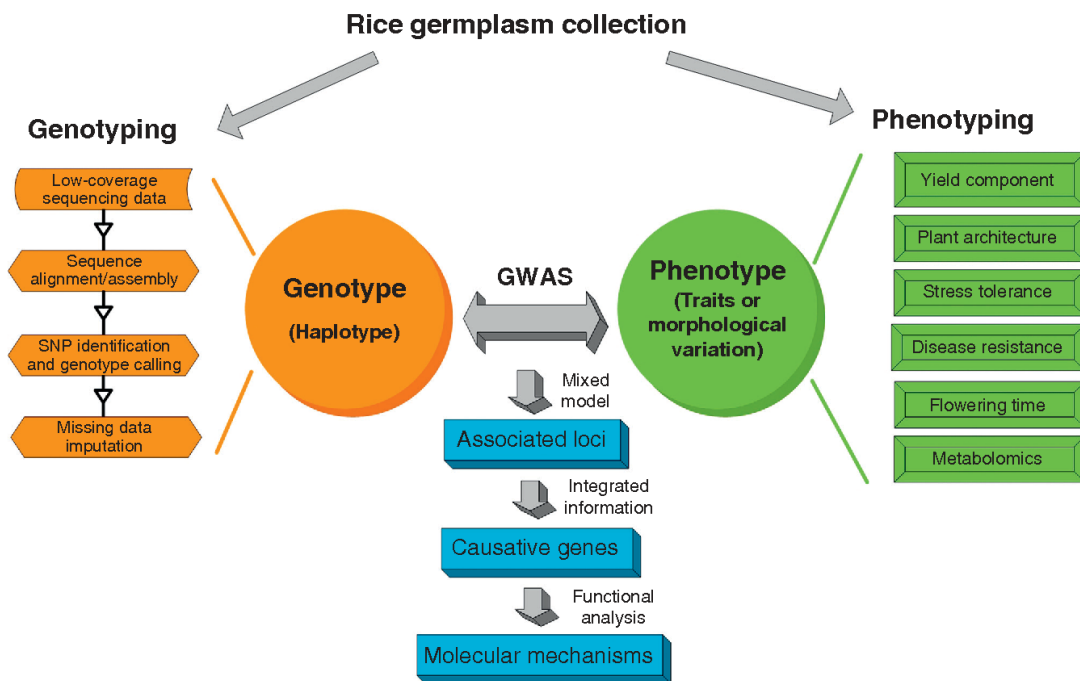 Rice germplasm collection
Genotyping
Low-coverage
sequencing data
Sequence
alignment/assembly
SNP identification
and genotype calling
Missing data
imputation
Genotype
(Haplotype)
GWAS
Phenotype
(Traits or
morphological
variation)
Phenotyping
Yield component
Plant architecture
Stress tolerance
Disease resistance
Flowering time
Metabolomics
Mixed
model
Associated loci
Integrated
information
Causative genes
Functional
analysis
Molecular mechanisms